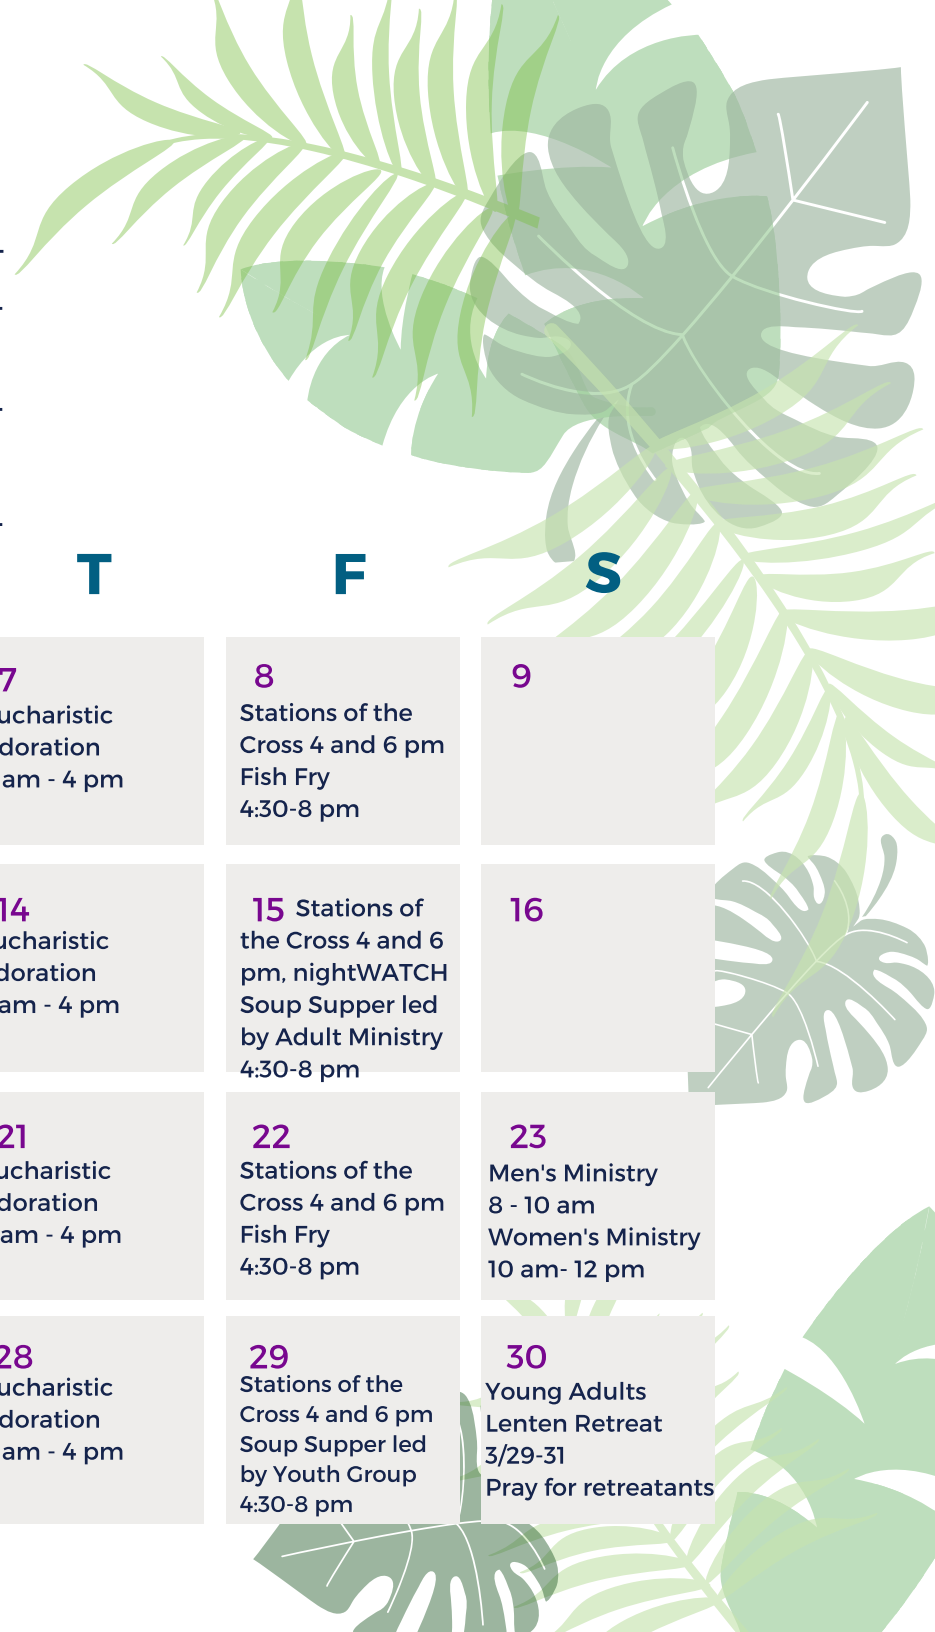 T F S
7
ucharistic
doration
am - 4 pm
8
Stations of the
Cross 4 and 6 pm
Fish Fry
4:30-8 pm
9
14
ucharistic
doration
am - 4 pm
15 Stations of
the Cross 4 and 6
pm, nightWATCH
Soup Supper led
by Adult Ministry
4:30-8 pm
16
21
ucharistic
doration
am - 4 pm
22
Stations of the
Cross 4 and 6 pm
Fish Fry
4:30-8 pm
23
Men's Ministry
8 - 10 am
Women's Ministry
10 am- 12 pm
28
ucharistic
doration
am - 4 pm
29
Stations of the
Cross 4 and 6 pm
Soup Supper led
by Youth Group
4:30-8 pm
30
Young Adults
Lenten Retreat
3/29-31
Pray for retreatants